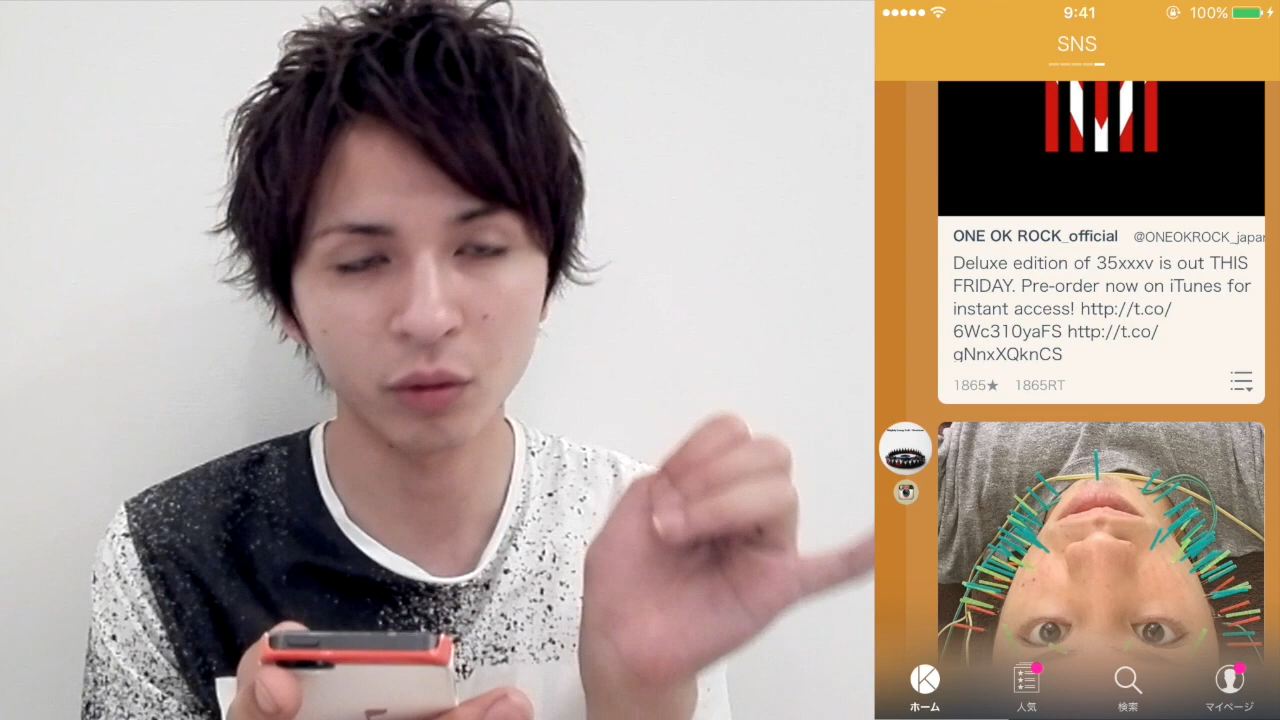 9:41
100%
SNS
ONE OK ROCK_official @ONEOKROCK_japan
Deluxe edition of 35xxxv is out THIS
FRIDAY. Pre-order now on iTunes for
instant access! http://t.co/
6Wc310yaFS http://t.co/
gNnxXQknCS
1865★ 1865RT
ホーム
人気
検索
マイページ